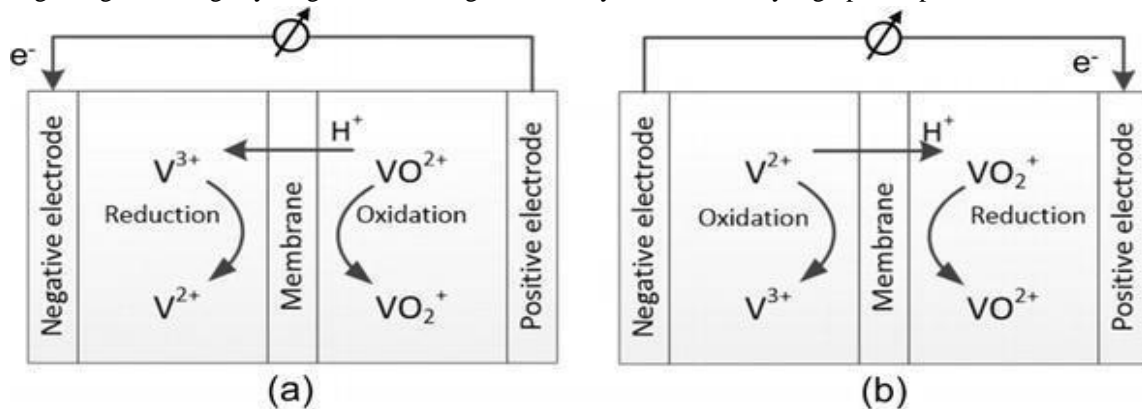 e⁻
H⁺
V³⁺
VO²⁺
Reduction
Oxidation
V²⁺
VO₂⁺
Negative electrode
Membrane
Positive electrode
(a)
e⁻
H⁺
V²⁺
VO₂⁺
Oxidation
Reduction
V³⁺
VO²⁺
Negative electrode
Membrane
Positive electrode
(b)